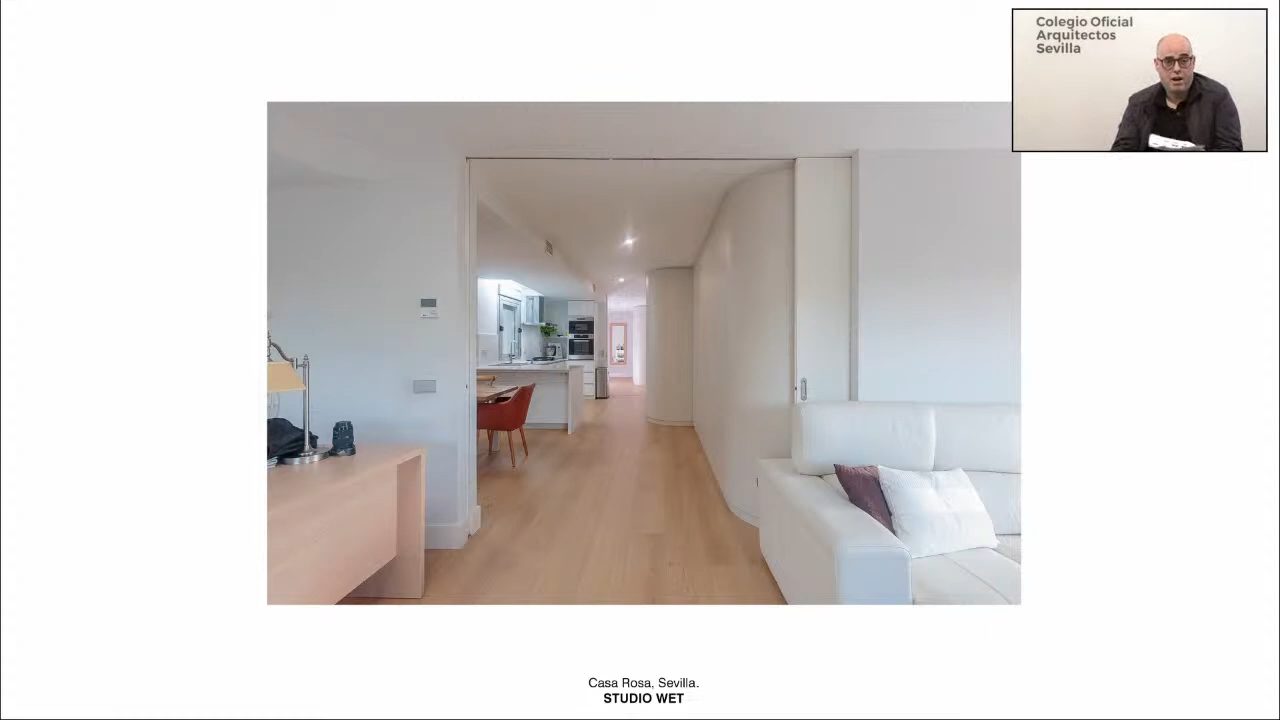 Colegio Oficial
Arquitectos
Sevilla
Casa Rosa, Sevilla.
STUDIO WET